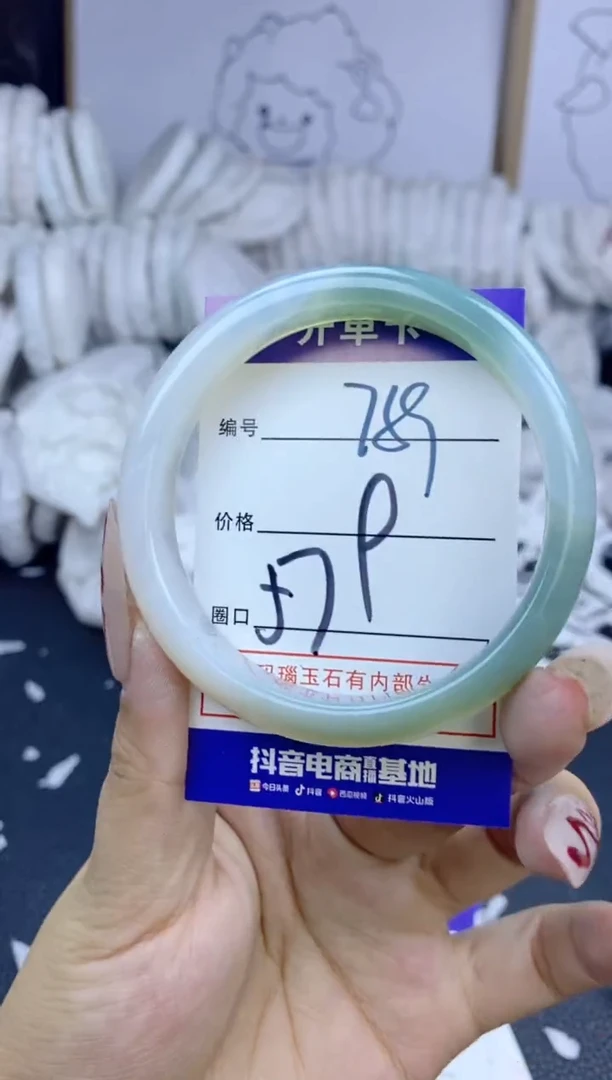 开单卡
编号 789
价格 P
圈口 57
玛瑙玉石有内部
抖音电商直播基地
今日头条 抖音 西瓜视频 抖音火山版